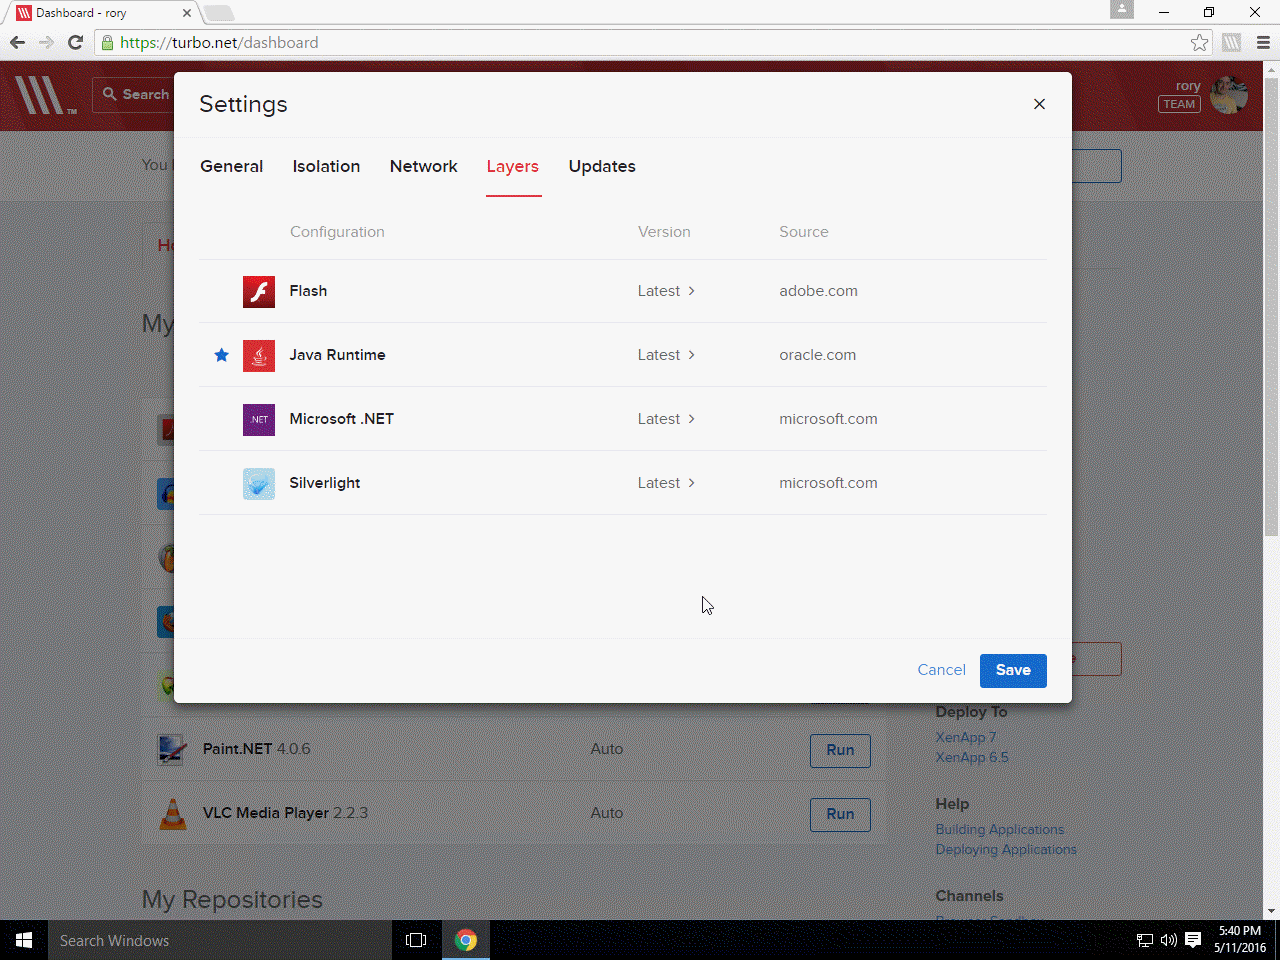 Dashboard - rory
https://turbo.net/dashboard
Search
rory
TEAM
Settings
You
General Isolation Network Layers Updates
Configuration Version Source
Flash Latest > adobe.com
My
Java Runtime Latest > oracle.com
.NET Microsoft .NET Latest > microsoft.com
Silverlight Latest > microsoft.com
Cancel Save
Deploy To
XenApp 7
XenApp 6.5
Paint.NET 4.0.6 Auto Run
Help
VLC Media Player 2.2.3 Auto Run
Building Applications
Deploying Applications
My Repositories
Channels
Search Windows
5:40 PM
5/11/2016